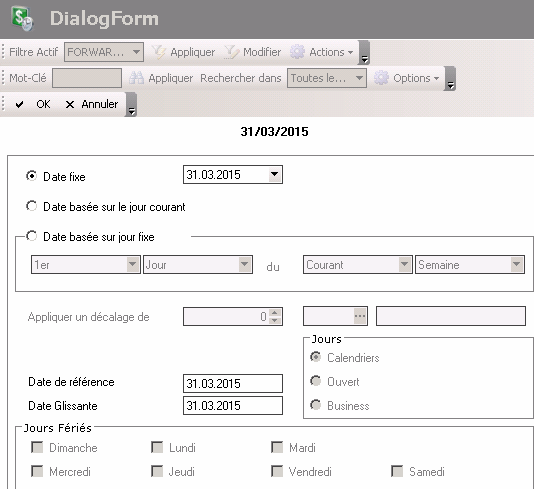 DialogForm
Filtre Actif FORWAR... Appliquer Modifier Actions
Mot-Clé Appliquer Rechercher dans Toutes le... Options
OK Annuler
31/03/2015
Date fixe 31.03.2015
Date basée sur le jour courant
Date basée sur jour fixe
1er Jour du Courant Semaine
Appliquer un décalage de 0 ...
Jours
Calendriers
Ouvert
Business
Date de référence 31.03.2015
Date Glissante 31.03.2015
Jours Fériés
Dimanche Lundi Mardi
Mercredi Jeudi Vendredi Samedi